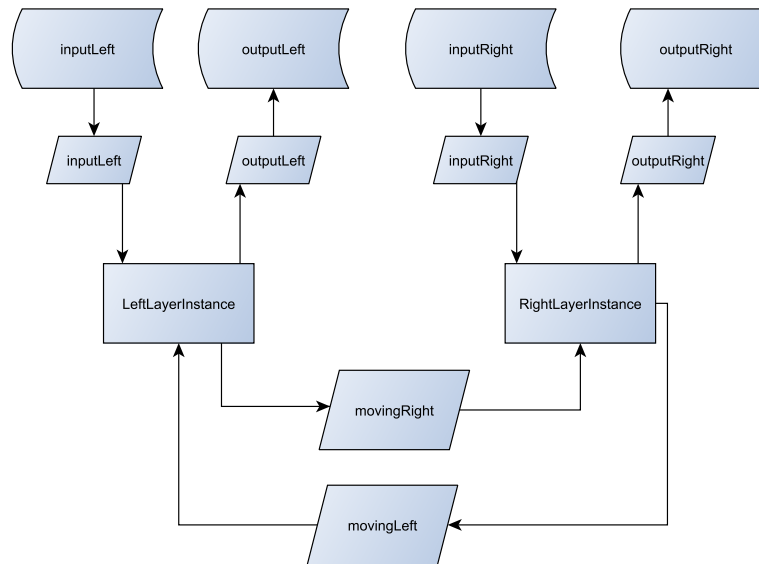 inputLeft
outputLeft
inputRight
outputRight
inputLeft
outputLeft
inputRight
outputRight
LeftLayerInstance
RightLayerInstance
movingRight
movingLeft